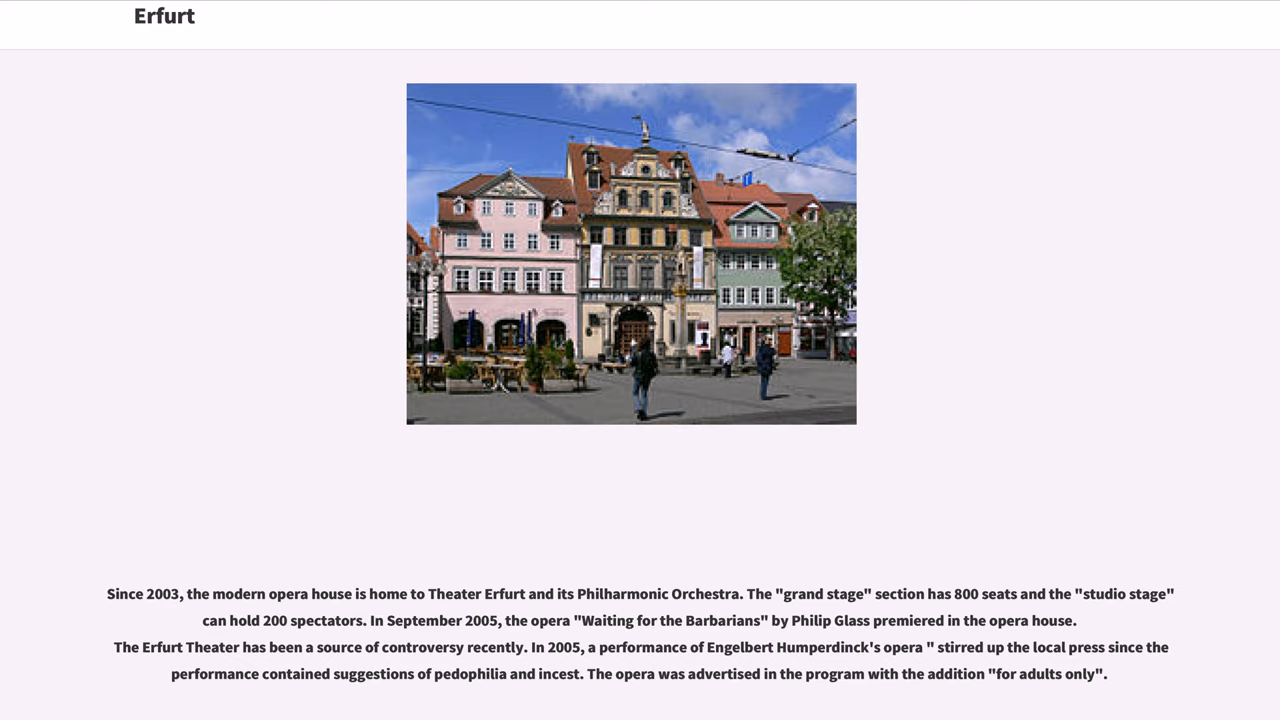 Erfurt
Since 2003, the modern opera house is home to Theater Erfurt and its Philharmonic Orchestra. The "grand stage" section has 800 seats and the "studio stage"
can hold 200 spectators. In September 2005, the opera "Waiting for the Barbarians" by Philip Glass premiered in the opera house.
The Erfurt Theater has been a source of controversy recently. In 2005, a performance of Engelbert Humperdinck's opera " stirred up the local press since the
performance contained suggestions of pedophilia and incest. The opera was advertised in the program with the addition "for adults only".